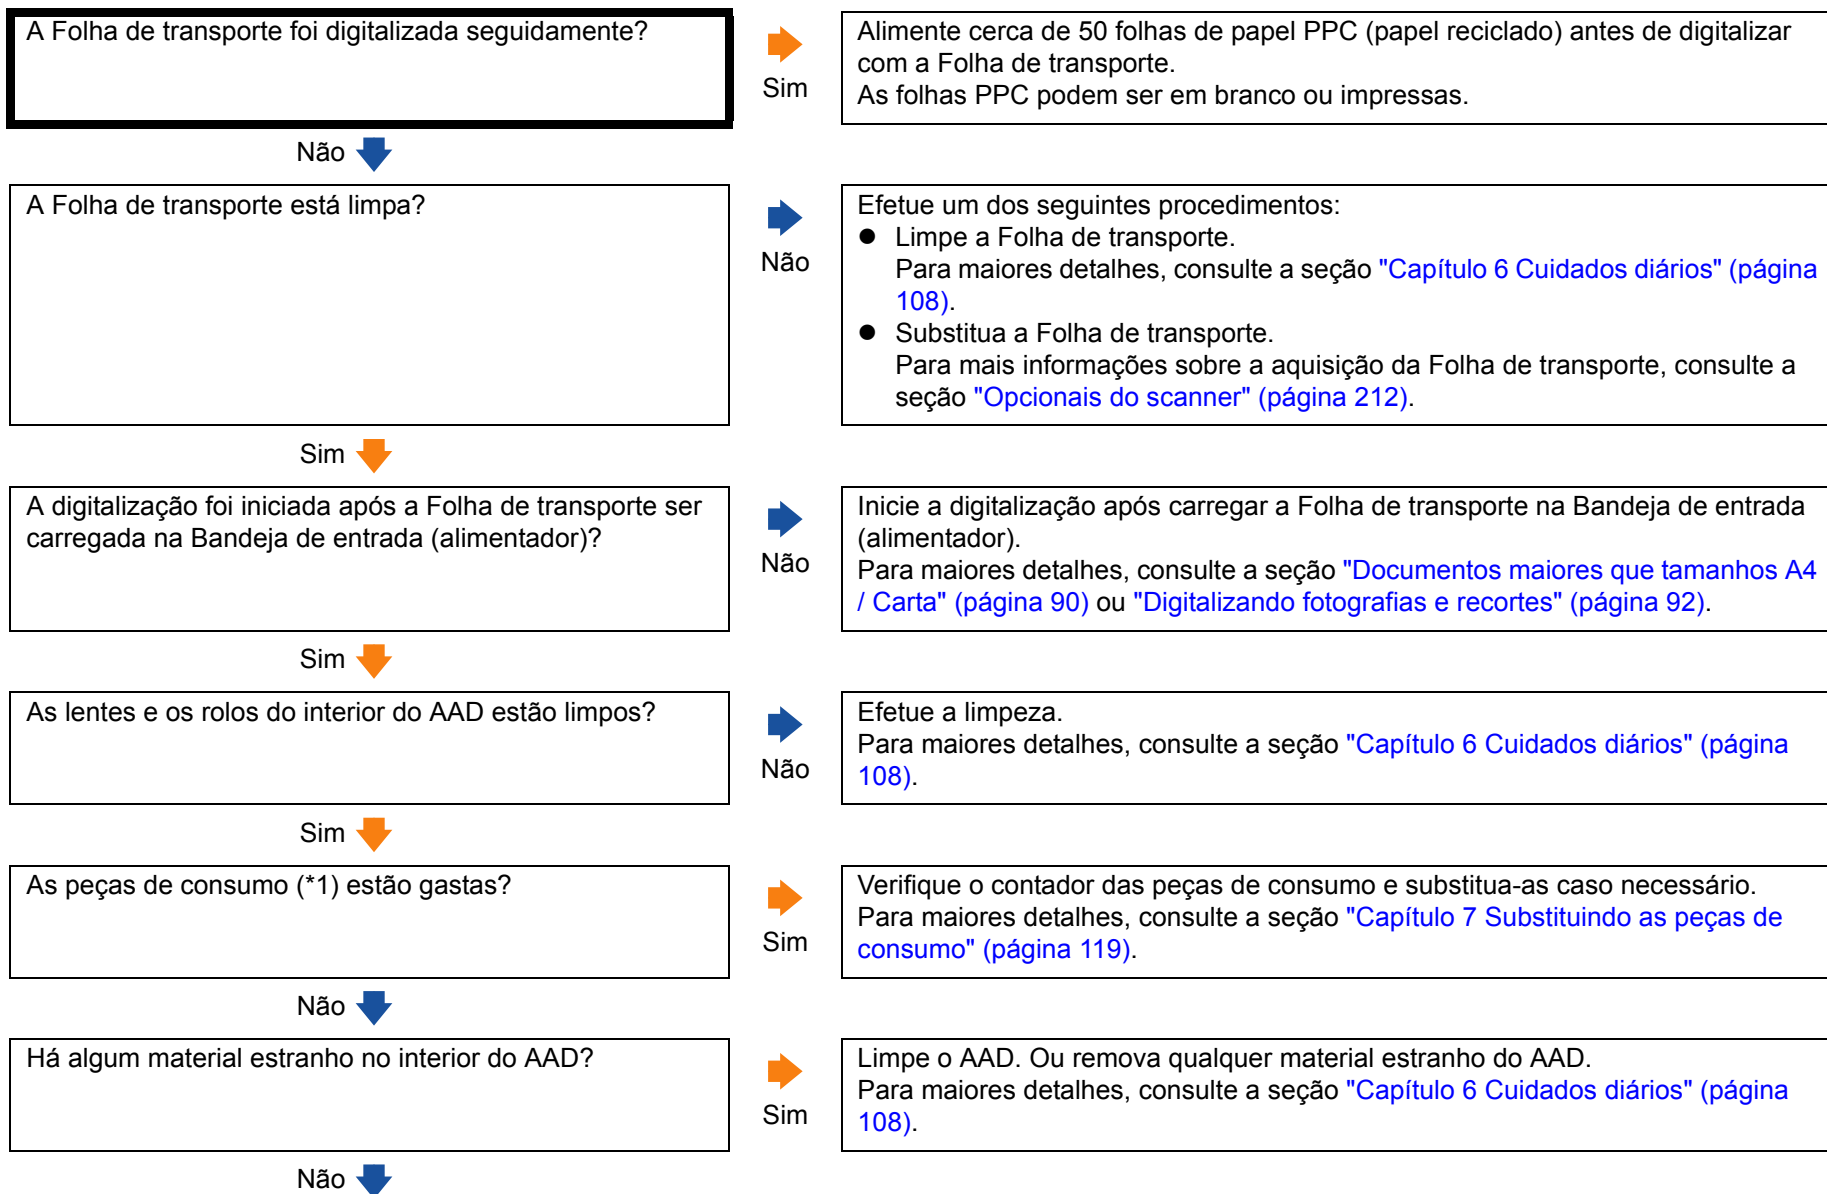 A Folha de transporte foi digitalizada seguidamente?
Sim
Alimente cerca de 50 folhas de papel PPC (papel reciclado) antes de digitalizar
com a Folha de transporte.
As folhas PPC podem ser em branco ou impressas.
Não
A Folha de transporte está limpa?
Não
Efetue um dos seguintes procedimentos:
● Limpe a Folha de transporte.
Para maiores detalhes, consulte a seção "Capítulo 6 Cuidados diários" (página
108).
● Substitua a Folha de transporte.
Para mais informações sobre a aquisição da Folha de transporte, consulte a
seção "Opcionais do scanner" (página 212).
Sim
A digitalização foi iniciada após a Folha de transporte ser
carregada na Bandeja de entrada (alimentador)?
Não
Inicie a digitalização após carregar a Folha de transporte na Bandeja de entrada
(alimentador).
Para maiores detalhes, consulte a seção "Documentos maiores que tamanhos A4
/ Carta" (página 90) ou "Digitalizando fotografias e recortes" (página 92).
Sim
As lentes e os rolos do interior do AAD estão limpos?
Não
Efetue a limpeza.
Para maiores detalhes, consulte a seção "Capítulo 6 Cuidados diários" (página
108).
Sim
As peças de consumo (*1) estão gastas?
Sim
Verifique o contador das peças de consumo e substitua-as caso necessário.
Para maiores detalhes, consulte a seção "Capítulo 7 Substituindo as peças de
consumo" (página 119).
Não
Há algum material estranho no interior do AAD?
Sim
Limpe o AAD. Ou remova qualquer material estranho do AAD.
Para maiores detalhes, consulte a seção "Capítulo 6 Cuidados diários" (página
108).
Não